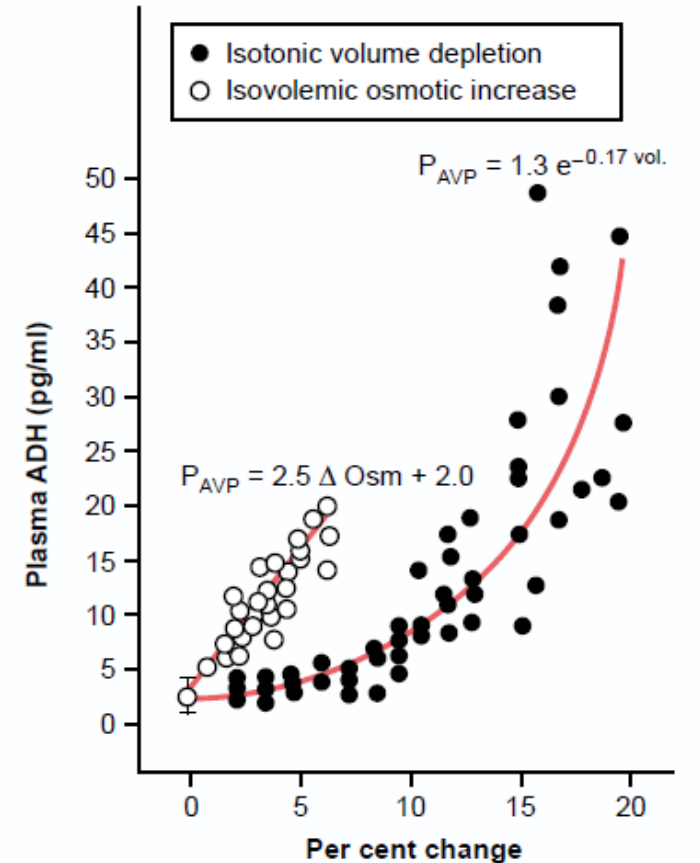 Isotonic volume depletion
Isovolemic osmotic increase
P_AVP = 1.3 e^−0.17 vol.
50
45
40
35
30
25
P_AVP = 2.5 Δ Osm + 2.0
20
15
10
5
0
Plasma ADH (pg/ml)
0 5 10 15 20
Per cent change